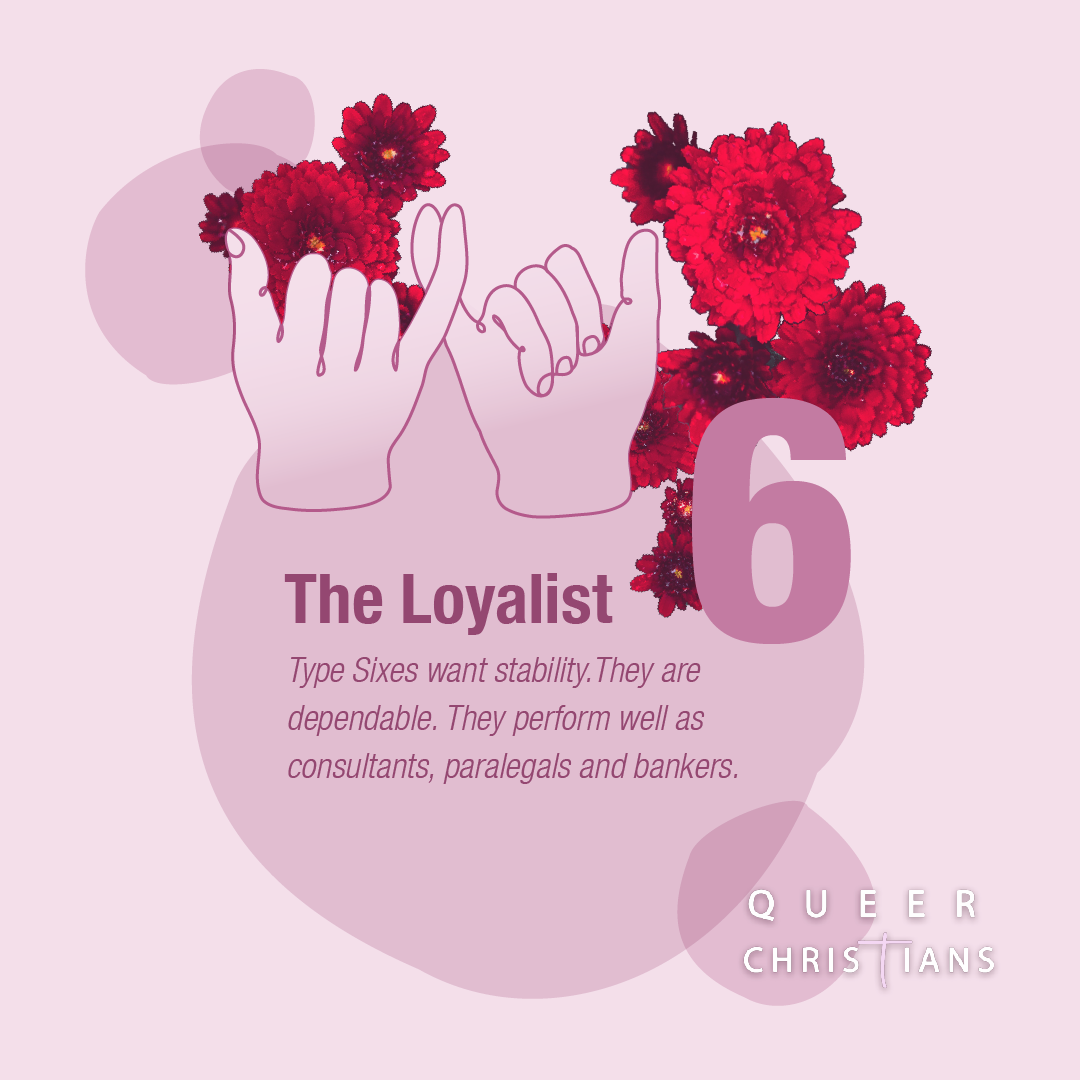 6
The Loyalist
Type Sixes want stability.They are
dependable. They perform well as
consultants, paralegals and bankers.
QUEER
CHRISTIANS